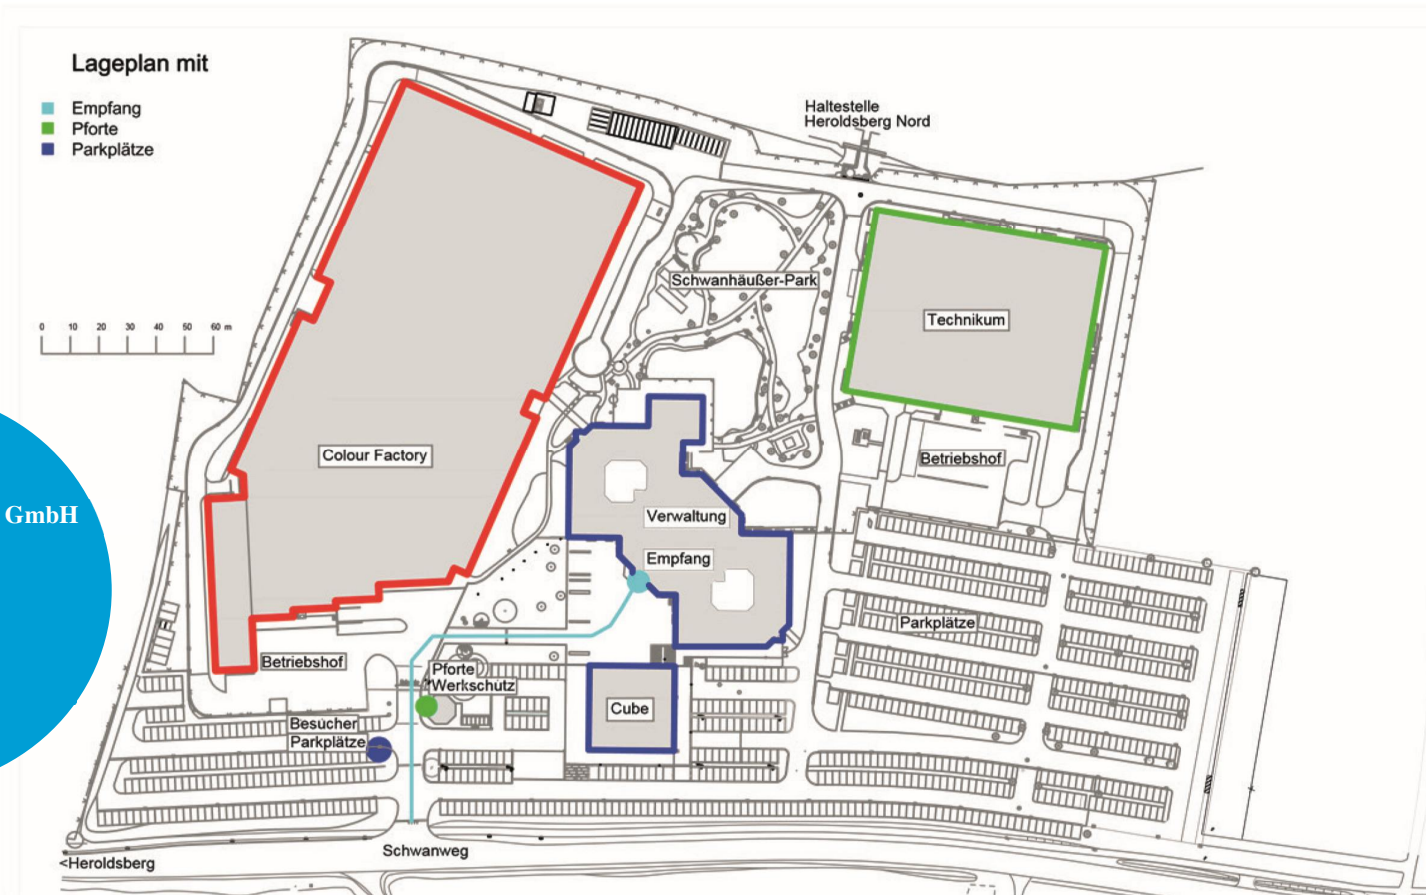 Lageplan mit
Empfang
Pforte
Parkplätze
Haltestelle
Heroldsberg Nord
Schwanhäußer-Park
Technikum
0 10 20 30 40 50 60 m
Colour Factory
Betriebshof
GmbH
Verwaltung
Empfang
Parkplätze
Betriebshof
Pforte
Werkschutz
Cube
Besucher
Parkplätze
Schwanweg
<Heroldsberg